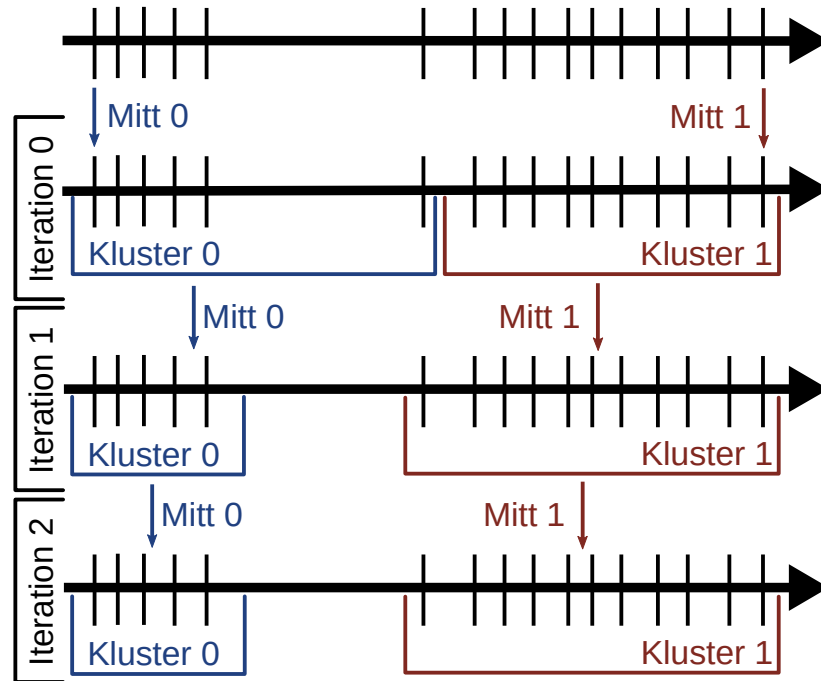 Mitt 0
Mitt 1
Iteration 0
Kluster 0
Kluster 1
Mitt 0
Mitt 1
Iteration 1
Kluster 0
Kluster 1
Mitt 0
Mitt 1
Iteration 2
Kluster 0
Kluster 1